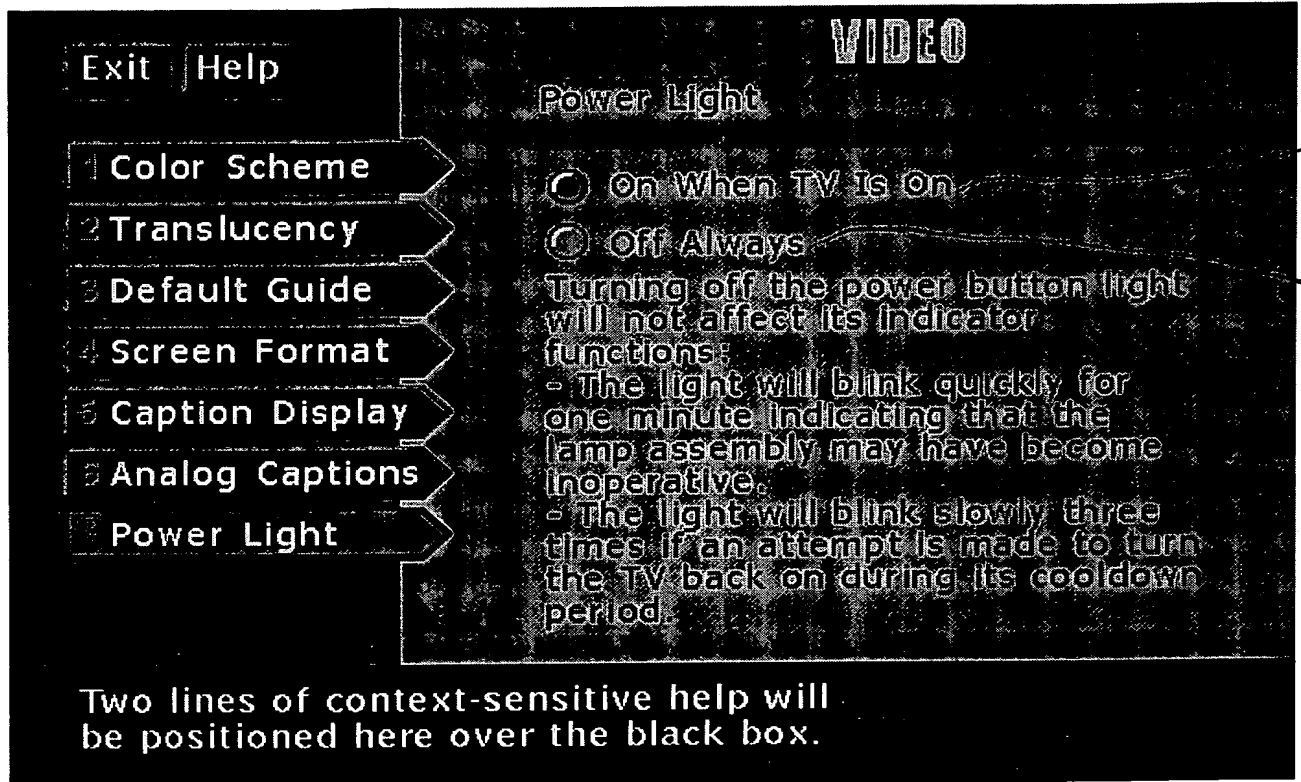 VIDEO
Exit Help
Power Light
1 Color Scheme
2 Translucency
3 Default Guide
4 Screen Format
5 Caption Display
6 Analog Captions
7 Power Light
On When TV Is On
Off Always
Turning off the power button light
will not affect its indicator
functions:
- The light will blink quickly for
one minute indicating that the
lamp assembly may have become
inoperative.
- The light will blink slowly three
times if an attempt is made to turn
the TV back on during its cooldown
period.
Two lines of context-sensitive help will
be positioned here over the black box.